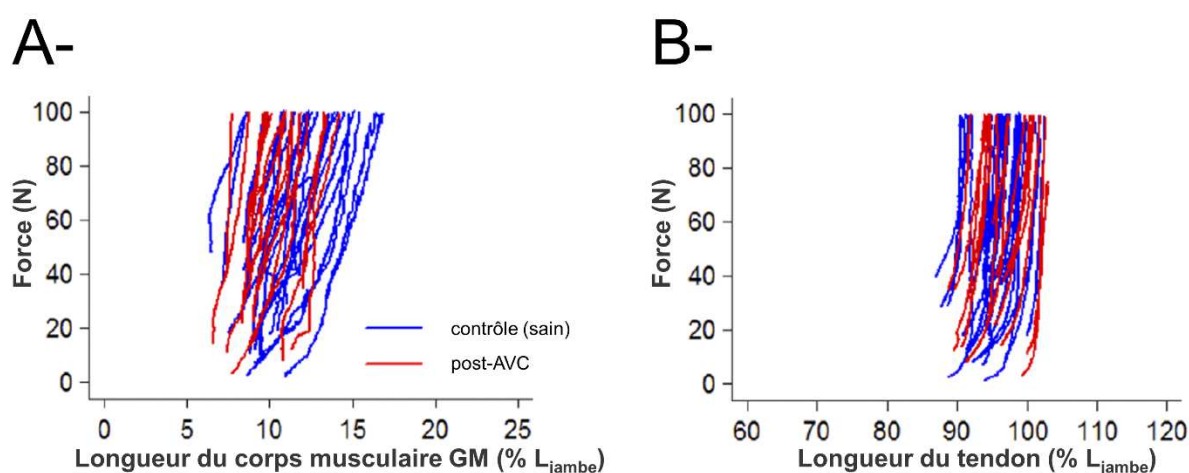 A-
B-
Force (N)
100
80
60
40
20
0
contrôle (sain)
post-AVC
0 5 10 15 20 25
Longueur du corps musculaire GM (% Ljambe)
Force (N)
100
80
60
40
20
0
60 70 80 90 100 110 120
Longueur du tendon (% Ljambe)